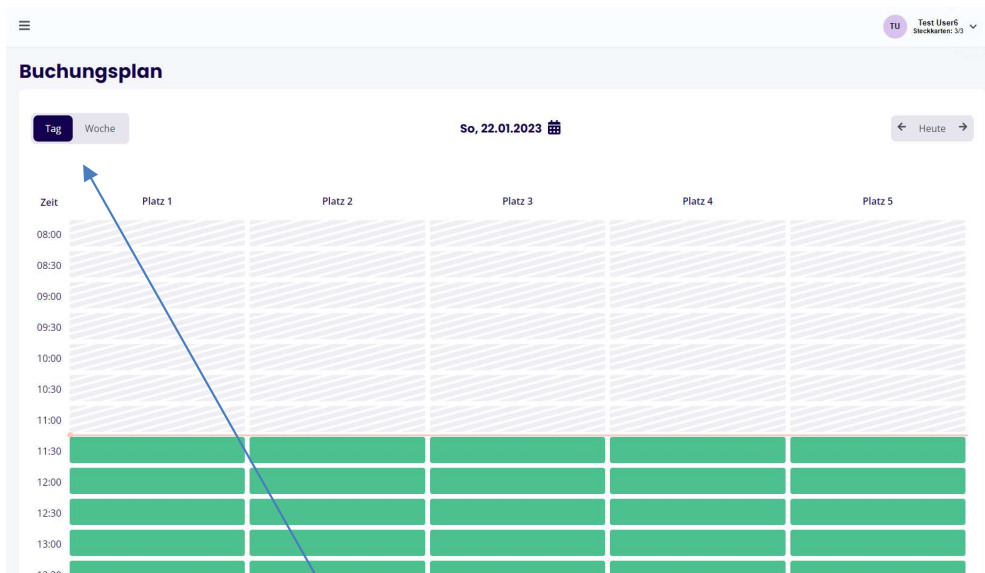 TU Test User6
Steckkarten: 3/3
Buchungsplan
Tag Woche So, 22.01.2023 Heute
Zeit Platz 1 Platz 2 Platz 3 Platz 4 Platz 5
08:00
08:30
09:00
09:30
10:00
10:30
11:00
11:30
12:00
12:30
13:00